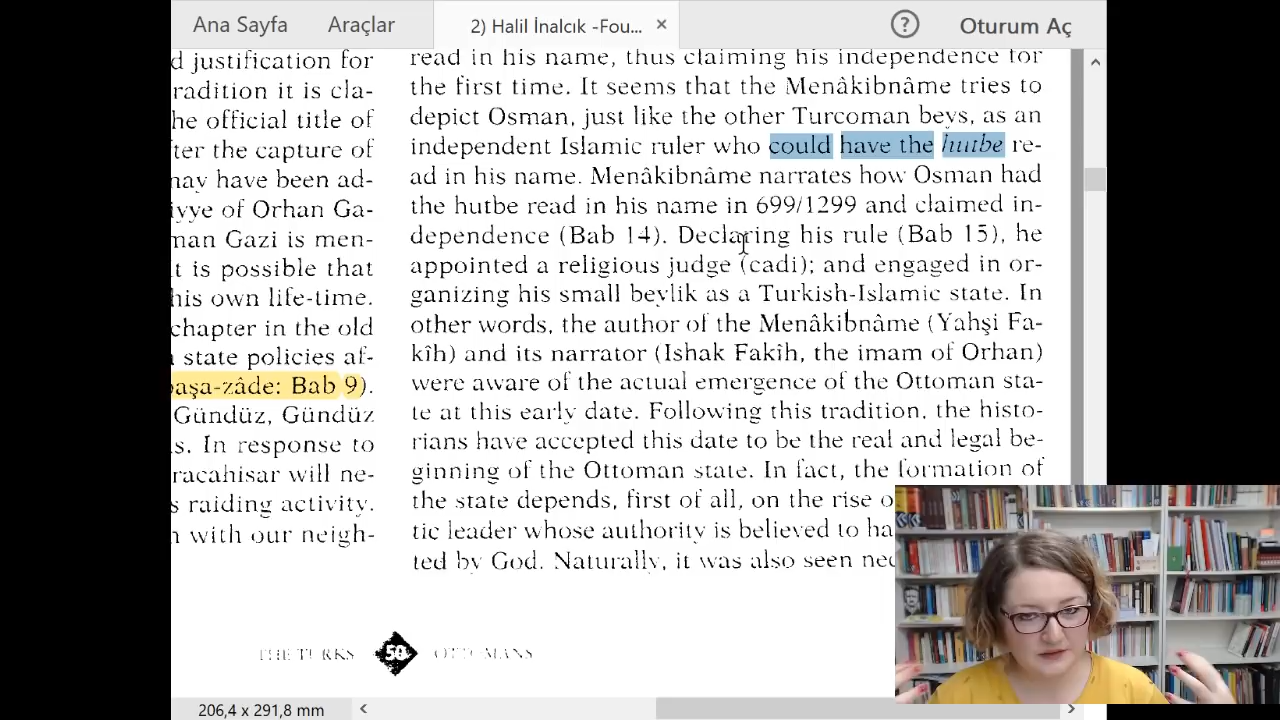 Ana Sayfa
Araçlar
2) Halil İnalcık -Fou...
Oturum Aç
d justification for
radition it is cla-
he official title of
ter the capture of
nay have been ad-
iyye of Orhan Ga-
man Gazi is men-
t is possible that
his own life-time.
chapter in the old
state policies af-
paşa-zâde: Bab 9).
Gündüz, Gündüz
s. In response to
racahisar will ne-
s raiding activity.
n with our neigh-
read in his name, thus claiming his independence for
the first time. It seems that the Menâkibnâme tries to
depict Osman, just like the other Turcoman beys, as an
independent Islamic ruler who could have the hutbe re-
ad in his name. Menâkibnâme narrates how Osman had
the hutbe read in his name in 699/1299 and claimed in-
dependence (Bab 14). Declaring his rule (Bab 15), he
appointed a religious judge (cadi); and engaged in or-
ganizing his small beylik as a Turkish-Islamic state. In
other words, the author of the Menâkibnâme (Yahşi Fa-
kîh) and its narrator (Ishak Fakîh, the imam of Orhan)
were aware of the actual emergence of the Ottoman sta-
te at this early date. Following this tradition, the histo-
rians have accepted this date to be the real and legal be-
ginning of the Ottoman state. In fact, the formation of
the state depends, first of all, on the rise o
tic leader whose authority is believed to ha
ted by God. Naturally, it was also seen nec
THE TURKS 50 OTTOMANS
206,4 x 291,8 mm